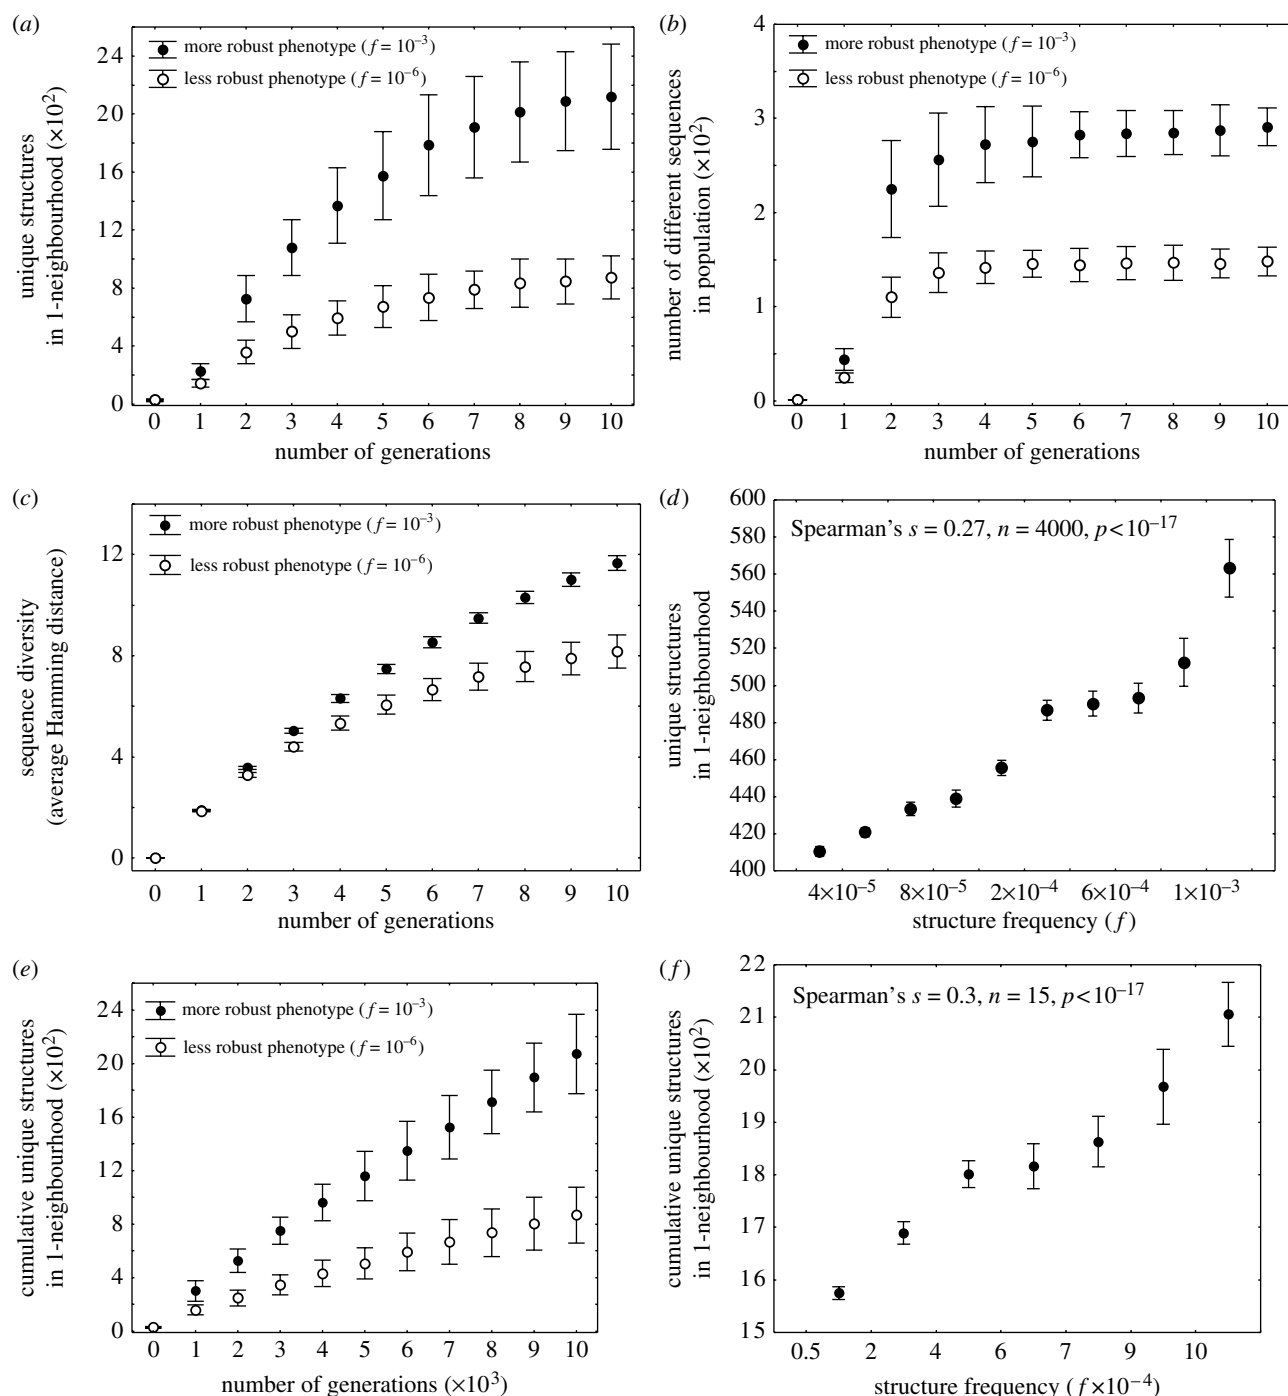 (a)
24
20
16
12
8
4
0
unique structures
in 1-neighbourhood (×10²)
more robust phenotype (f = 10⁻³)
less robust phenotype (f = 10⁻⁶)
0 1 2 3 4 5 6 7 8 9 10
number of generations
(b)
4
3
2
1
0
number of different sequences
in population (×10²)
more robust phenotype (f = 10⁻³)
less robust phenotype (f = 10⁻⁶)
0 1 2 3 4 5 6 7 8 9 10
number of generations
(c)
12
8
4
0
sequence diversity
(average Hamming distance)
more robust phenotype (f = 10⁻³)
less robust phenotype (f = 10⁻⁶)
0 1 2 3 4 5 6 7 8 9 10
number of generations
(d)
600
580
560
540
520
500
480
460
440
420
400
unique structures
in 1-neighbourhood
Spearman's s = 0.27, n = 4000, p<10⁻¹⁷
4×10⁻⁵ 8×10⁻⁵ 2×10⁻⁴ 6×10⁻⁴ 1×10⁻³
structure frequency (f)
(e)
24
20
16
12
8
4
0
cumulative unique structures
in 1-neighbourhood (×10²)
more robust phenotype (f = 10⁻³)
less robust phenotype (f = 10⁻⁶)
0 1 2 3 4 5 6 7 8 9 10
number of generations (×10³)
(f)
22
21
20
19
18
17
16
15
cumulative unique structures
in 1-neighbourhood (×10²)
Spearman's s = 0.3, n = 15, p<10⁻¹⁷
0.5 2 4 6 7 9 10
structure frequency (f×10⁻⁴)